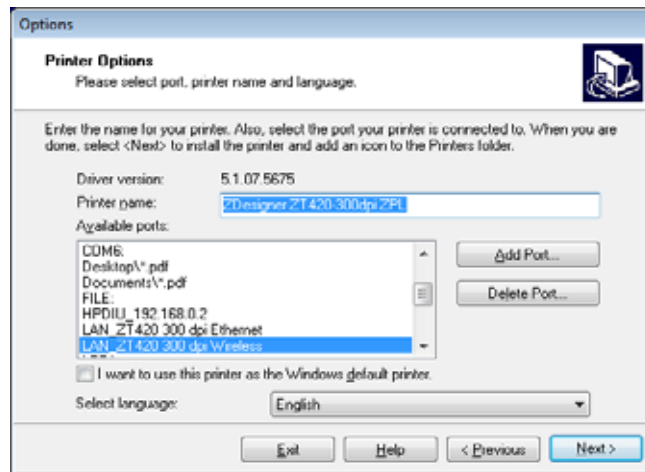 Options
Printer Options
Please select port, printer name and language.
Enter the name for your printer. Also, select the port your printer is connected to. When you are
done, select <Next> to install the printer and add an icon to the Printers folder.
Driver version: 5.1.07.5675
Printer name: ZDesigner ZT420-300dpi ZPL
Available ports:
COM6:
Desktop\*.pdf
Documents\*.pdf
FILE:
HPDIU_192.168.0.2
LAN_ZT420 300 dpi Ethernet
LAN_ZT420 300 dpi Wireless
Add Port...
Delete Port...
I want to use this printer as the Windows default printer.
Select language: English
Exit Help < Previous Next >